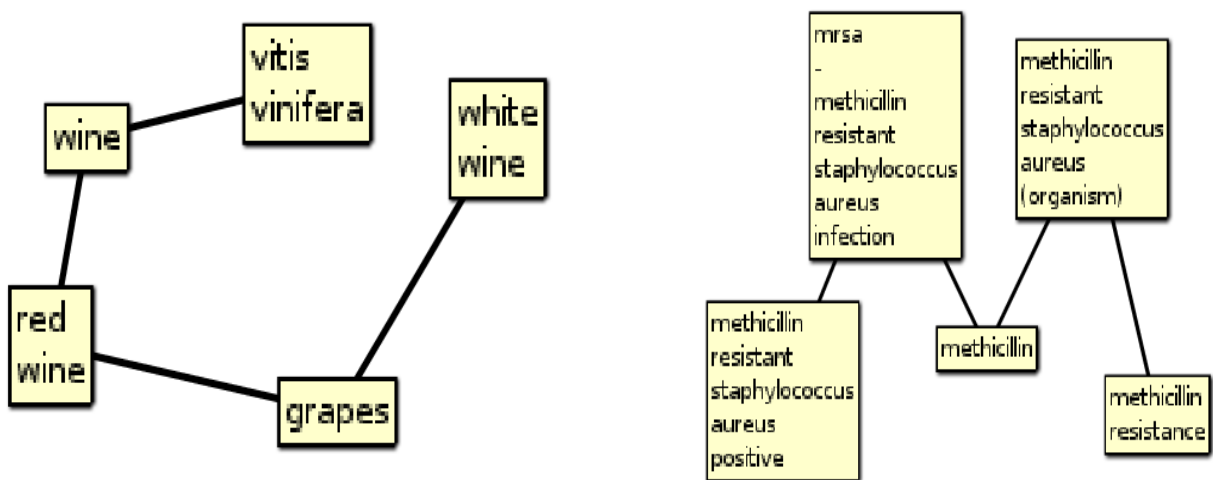 vitis
vinifera
wine
white
wine
red
wine
grapes
mrsa
-
methicillin
resistant
staphylococcus
aureus
infection
methicillin
resistant
staphylococcus
aureus
(organism)
methicillin
resistant
staphylococcus
aureus
positive
methicillin
methicillin
resistance